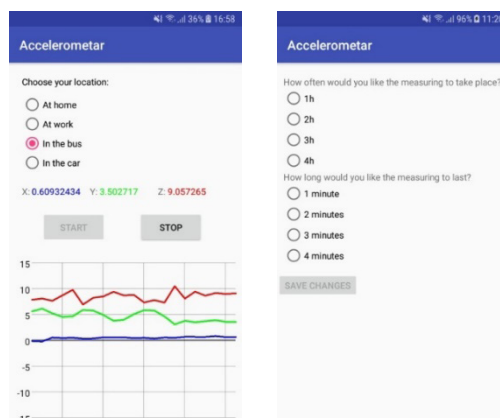 36% 16:58
Accelerometar
Choose your location:
At home
At work
In the bus
In the car
X: 0.60932434 Y: 3.502717 Z: 9.057265
START STOP
15
10
5
0
-5
-10
96% 11:28
Accelerometar
How often would you like the measuring to take place?
1h
2h
3h
4h
How long would you like the measuring to last?
1 minute
2 minutes
3 minutes
4 minutes
SAVE CHANGES